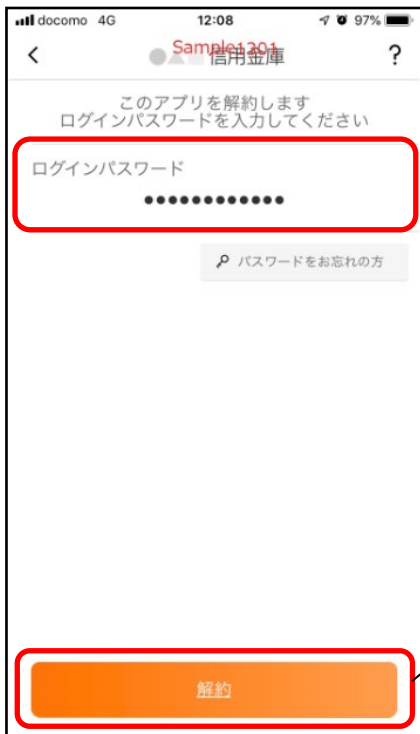 docomo 4G 12:08 97%
Sample1201
●▲信用金庫 ?
このアプリを解約します
ログインパスワードを入力してください
ログインパスワード
●●●●●●●●●●●●
パスワードをお忘れの方
解約